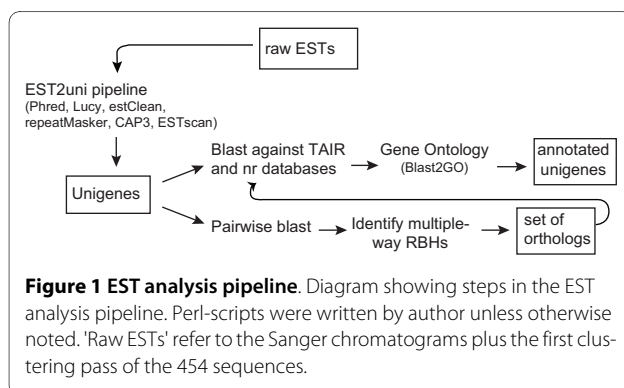 raw ESTs
EST2uni pipeline
(Phred, Lucy, estClean,
repeatMasker, CAP3, ESTscan)
Unigenes
Blast against TAIR
and nr databases
Gene Ontology
(Blast2GO)
annotated
unigenes
Pairwise blast
Identify multiple-
way RBHs
set of
orthologs
Figure 1 EST analysis pipeline. Diagram showing steps in the EST
analysis pipeline. Perl-scripts were written by author unless otherwise
noted. 'Raw ESTs' refer to the Sanger chromatograms plus the first clus-
tering pass of the 454 sequences.